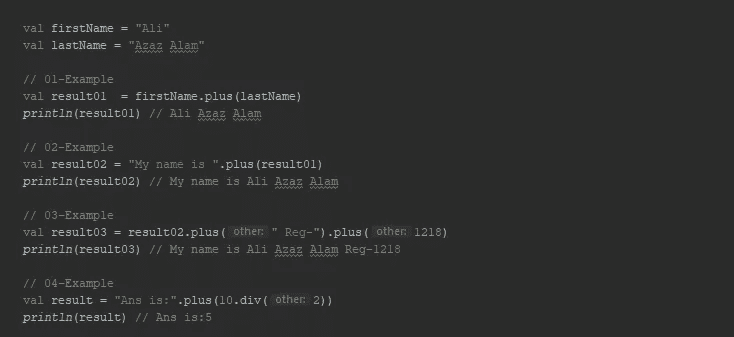 val firstName = "Ali"
val lastName = "Azaz Alam"
// 01-Example
val result01  = firstName.plus(lastName)
println(result01) // Ali Azaz Alam
// 02-Example
val result02 = "My name is ".plus(result01)
println(result02) // My name is Ali Azaz Alam
// 03-Example
val result03 = result02.plus( other: " Reg-").plus( other: 1218)
println(result03) // My name is Ali Azaz Alam Reg-1218
// 04-Example
val result = "Ans is:".plus(10.div( other: 2))
println(result) // Ans is:5